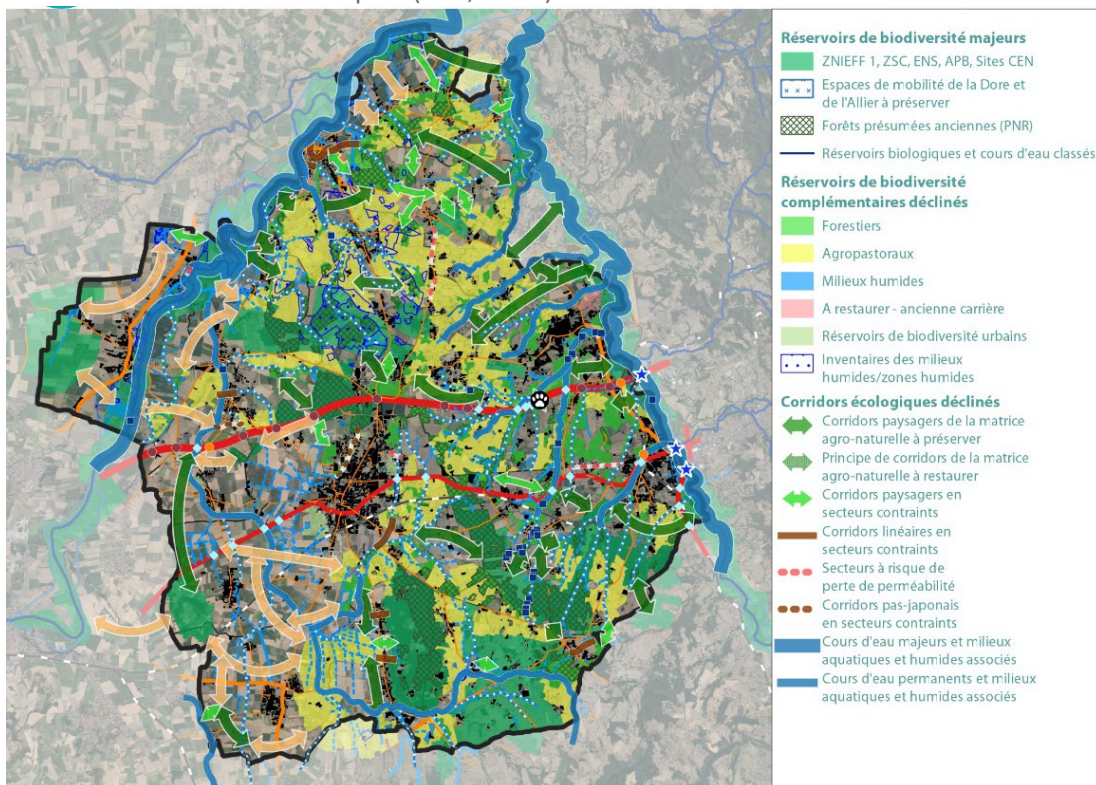 Réservoirs de biodiversité majeurs
ZNIEFF 1, ZSC, ENS, APB, Sites CEN
Espaces de mobilité de la Dore et
de l'Allier à préserver
Forêts présumées anciennes (PNR)
Réservoirs biologiques et cours d'eau classés
Réservoirs de biodiversité
complémentaires déclinés
Forestiers
Agropastoraux
Milieux humides
A restaurer - ancienne carrière
Réservoirs de biodiversité urbains
Inventaires des milieux
humides/zones humides
Corridors écologiques déclinés
Corridors paysagers de la matrice
agro-naturelle à préserver
Principe de corridors de la matrice
agro-naturelle à restaurer
Corridors paysagers en
secteurs contraints
Corridors linéaires en
secteurs contraints
Secteurs à risque de
perte de perméabilité
Corridors pas-japonais
en secteurs contraints
Cours d'eau majeurs et milieux
aquatiques et humides associés
Cours d'eau permanents et milieux
aquatiques et humides associés